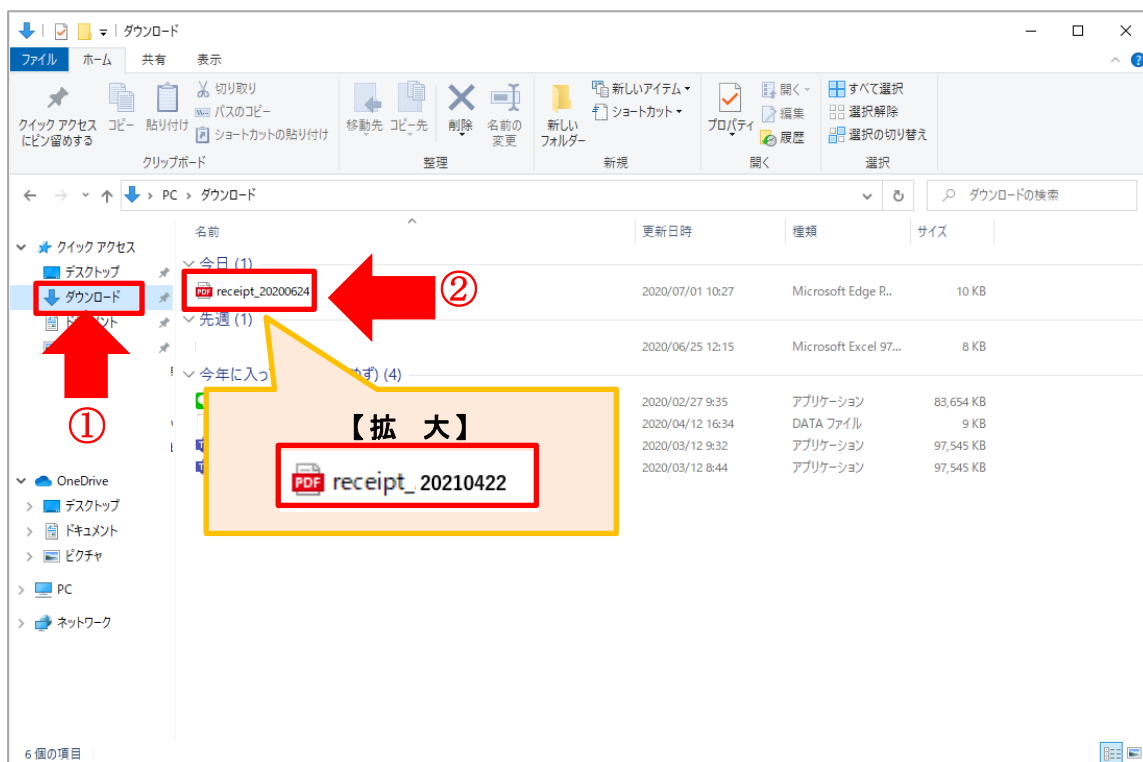 ダウンロード
ファイル ホーム 共有 表示
クイック アクセス にピン留めする
コピー
貼り付け
切り取り
パスのコピー
ショートカットの貼り付け
クリップボード
移動先 コピー先 削除 名前の 変更
整理
新しい フォルダー
新しいアイテム
ショートカット
新規
プロパティ
開く
編集
履歴
開く
すべて選択
選択解除
選択の切り替え
選択
PC › ダウンロード
ダウンロードの検索
名前 更新日時 種類 サイズ
クイック アクセス
デスクトップ
ダウンロード
①
今日 (1)
receipt_20200624 2020/07/01 10:27 Microsoft Edge P... 10 KB
②
先週 (1)
2020/06/25 12:15 Microsoft Excel 97... 8 KB
今年に入っ めず) (4)
2020/02/27 9:35 アプリケーション 83,654 KB
2020/04/12 16:34 DATA ファイル 9 KB
2020/03/12 9:32 アプリケーション 97,545 KB
2020/03/12 8:44 アプリケーション 97,545 KB
【拡 大】
PDF receipt_ 20210422
OneDrive
デスクトップ
ドキュメント
ピクチャ
PC
ネットワーク
6 個の項目